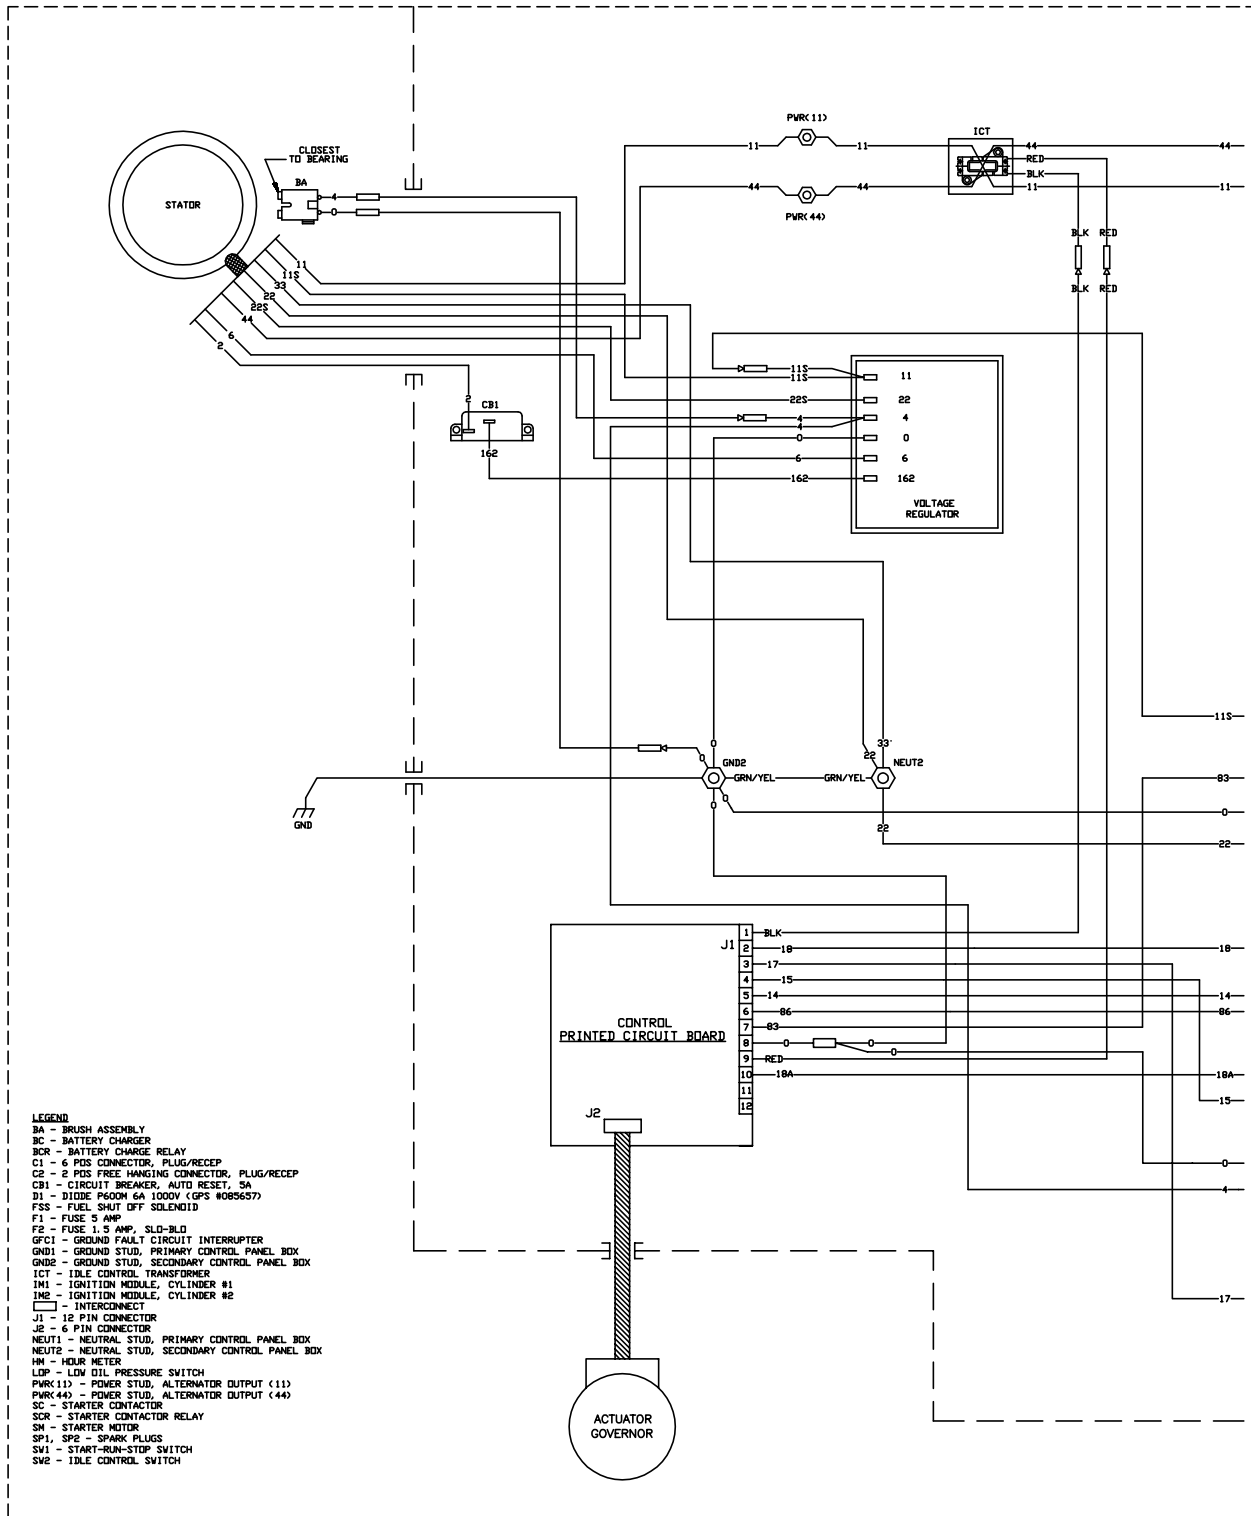 PWR(11)
ICT
CLOSEST
TO BEARING
11
11
44
44
RED
BA
STATOR
4
44
44
BLK
11
11
0
PWR(44)
BLK
RED
11
11S
33
22
22S
44
6
2
BLK
RED
11S
11S
11
2
CB1
22S
22
4
4
4
0
0
162
6
6
162
162
VOLTAGE
REGULATOR
11S
0
33
22
0
GND2
NEUT2
GRN/YEL
GRN/YEL
83
0
0
0
GND
22
22
J1
1
BLK
2
18
18
3
17
4
15
5
14
14
6
86
86
CONTROL
PRINTED CIRCUIT BOARD
7
83
8
0
0
0
9
RED
10
18A
18A
11
15
12
J2
0
4
17
LEGEND
BA - BRUSH ASSEMBLY
BC - BATTERY CHARGER
BCR - BATTERY CHARGE RELAY
C1 - 6 POS CONNECTOR, PLUG/RECEP
C2 - 2 POS FREE HANGING CONNECTOR, PLUG/RECEP
CB1 - CIRCUIT BREAKER, AUTO RESET, 5A
D1 - DIODE P600M 6A 1000V (GPS #085657)
FSS - FUEL SHUT OFF SOLENOID
F1 - FUSE 5 AMP
F2 - FUSE 1.5 AMP, SLO-BLO
GFCI - GROUND FAULT CIRCUIT INTERRUPTER
GND1 - GROUND STUD, PRIMARY CONTROL PANEL BOX
GND2 - GROUND STUD, SECONDARY CONTROL PANEL BOX
ICT - IDLE CONTROL TRANSFORMER
IM1 - IGNITION MODULE, CYLINDER #1
IM2 - IGNITION MODULE, CYLINDER #2
- INTERCONNECT
J1 - 12 PIN CONNECTOR
J2 - 6 PIN CONNECTOR
NEUT1 - NEUTRAL STUD, PRIMARY CONTROL PANEL BOX
NEUT2 - NEUTRAL STUD, SECONDARY CONTROL PANEL BOX
HM - HOUR METER
LOP - LOW OIL PRESSURE SWITCH
PWR(11) - POWER STUD, ALTERNATOR OUTPUT (11)
PWR(44) - POWER STUD, ALTERNATOR OUTPUT (44)
SC - STARTER CONTACTOR
SCR - STARTER CONTACTOR RELAY
SM - STARTER MOTOR
SP1, SP2 - SPARK PLUGS
SW1 - START-RUN-STOP SWITCH
SW2 - IDLE CONTROL SWITCH
ACTUATOR
GOVERNOR